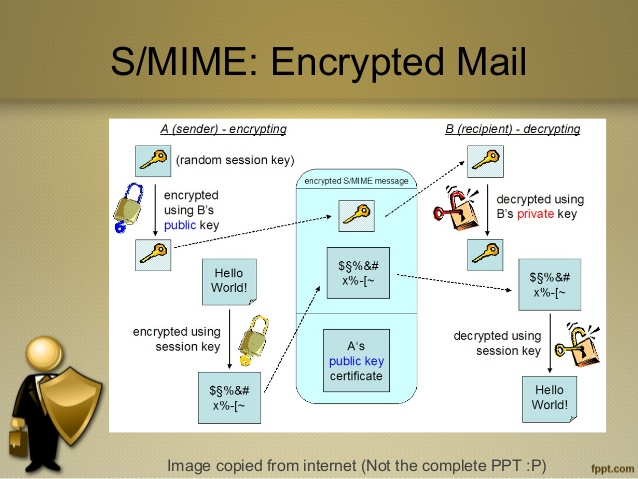 S/MIME: Encrypted Mail
A (sender) - encrypting
B (recipient) - decrypting
(random session key)
encrypted S/MIME message
encrypted
using B's
public key
decrypted using
B's private key
Hello
World!
$§%&#
x%-[~
$§%&#
x%-[~
encrypted using
session key
A's
public key
certificate
decrypted using
session key
$§%&#
x%-[~
Hello
World!
Image copied from internet (Not the complete PPT :P)
fppt.com